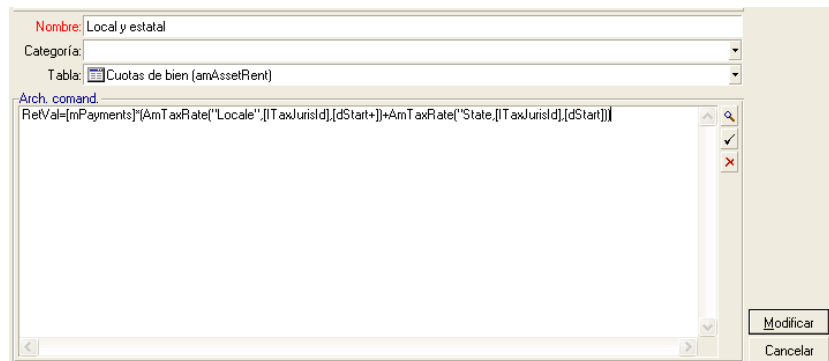 Nombre: Local y estatal
Categoría:
Tabla: Cuotas de bien (amAssetRent)
Arch. comand.
RetVal=[mPayments]*(AmTaxRate("Locale",[lTaxJurisId],[dStart+])+AmTaxRate("State,[lTaxJurisId],[dStart]))
Modificar
Cancelar